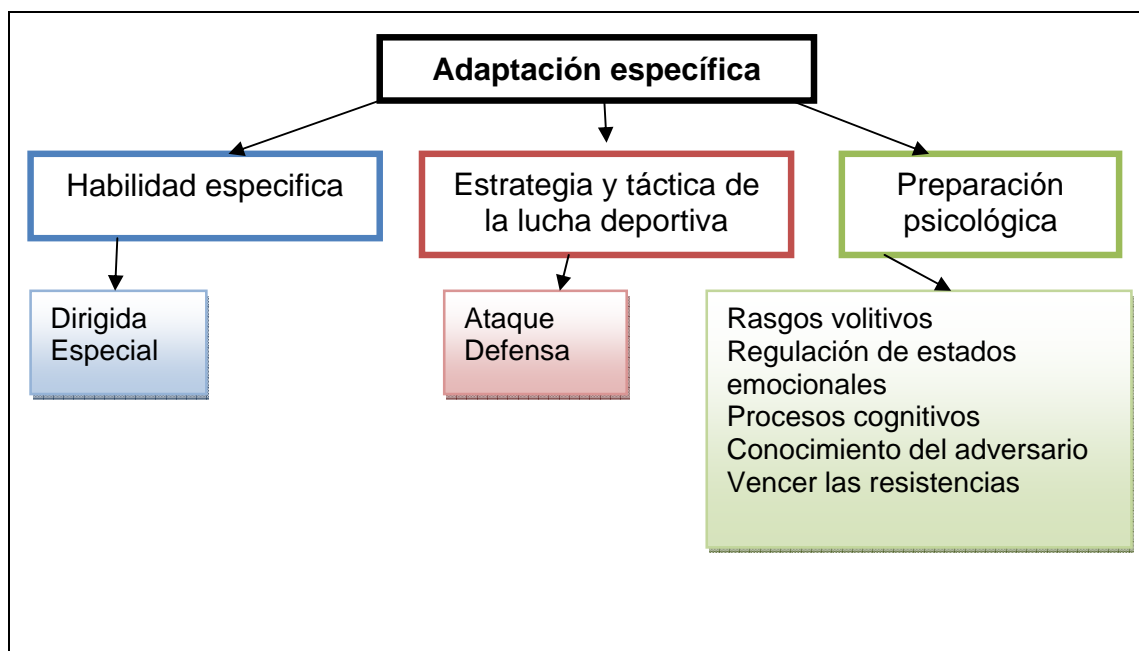 Adaptación específica
Habilidad especifica
Estrategia y táctica de
la lucha deportiva
Preparación
psicológica
Dirigida
Especial
Ataque
Defensa
Rasgos volitivos
Regulación de estados
emocionales
Procesos cognitivos
Conocimiento del adversario
Vencer las resistencias